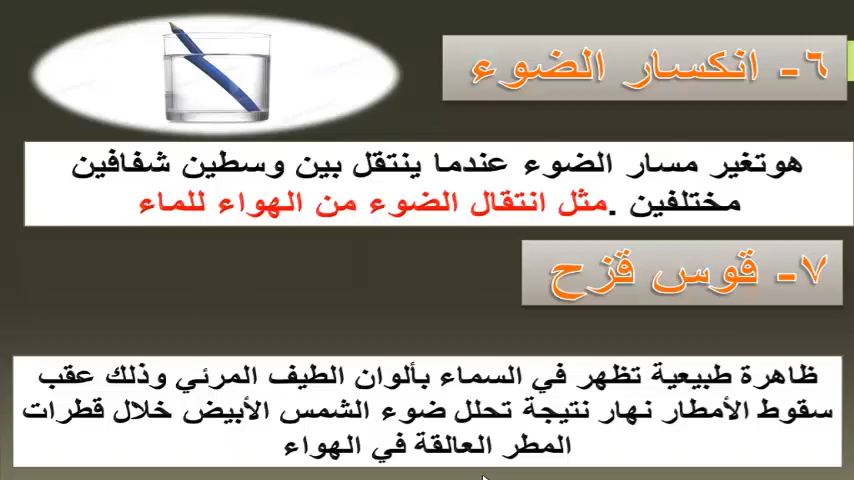 ٦- انكسار الضوء
هوتغير مسار الضوء عندما ينتقل بين وسطين شفافين
مختلفين .مثل انتقال الضوء من الهواء للماء
٧- قوس قزح
ظاهرة طبيعية تظهر في السماء بألوان الطيف المرئي وذلك عقب
سقوط الأمطار نهار نتيجة تحلل ضوء الشمس الأبيض خلال قطرات
المطر العالقة في الهواء